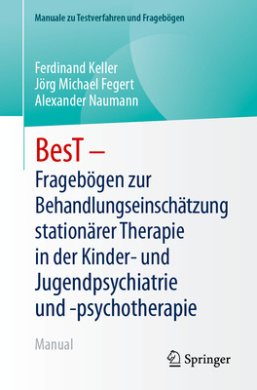 Manuale zu Testverfahren und Fragebögen
Ferdinand Keller
Jörg Michael Fegert
Alexander Naumann
BesT –
Fragebögen zur
Behandlungseinschätzung
stationärer Therapie
in der Kinder- und
Jugendpsychiatrie
und -psychotherapie
Manual
Springer